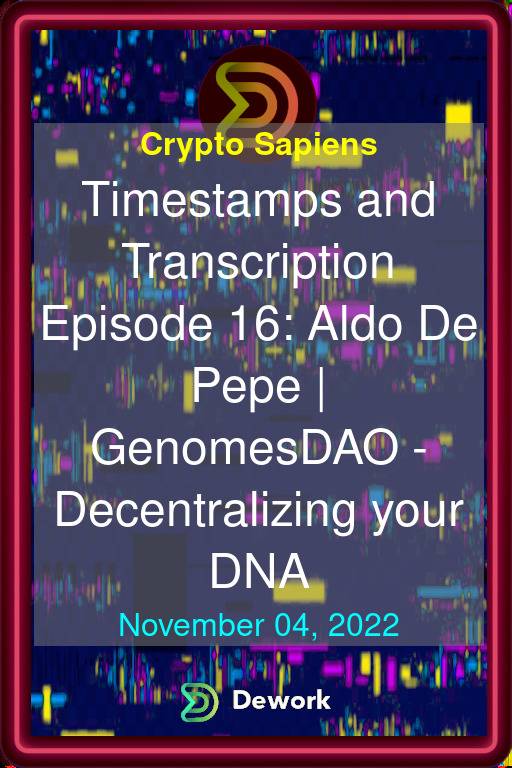 Crypto Sapiens
Timestamps and
Transcription
Episode 16: Aldo De
Pepe |
GenomesDAO -
Decentralizing your
DNA
November 04, 2022
Dework